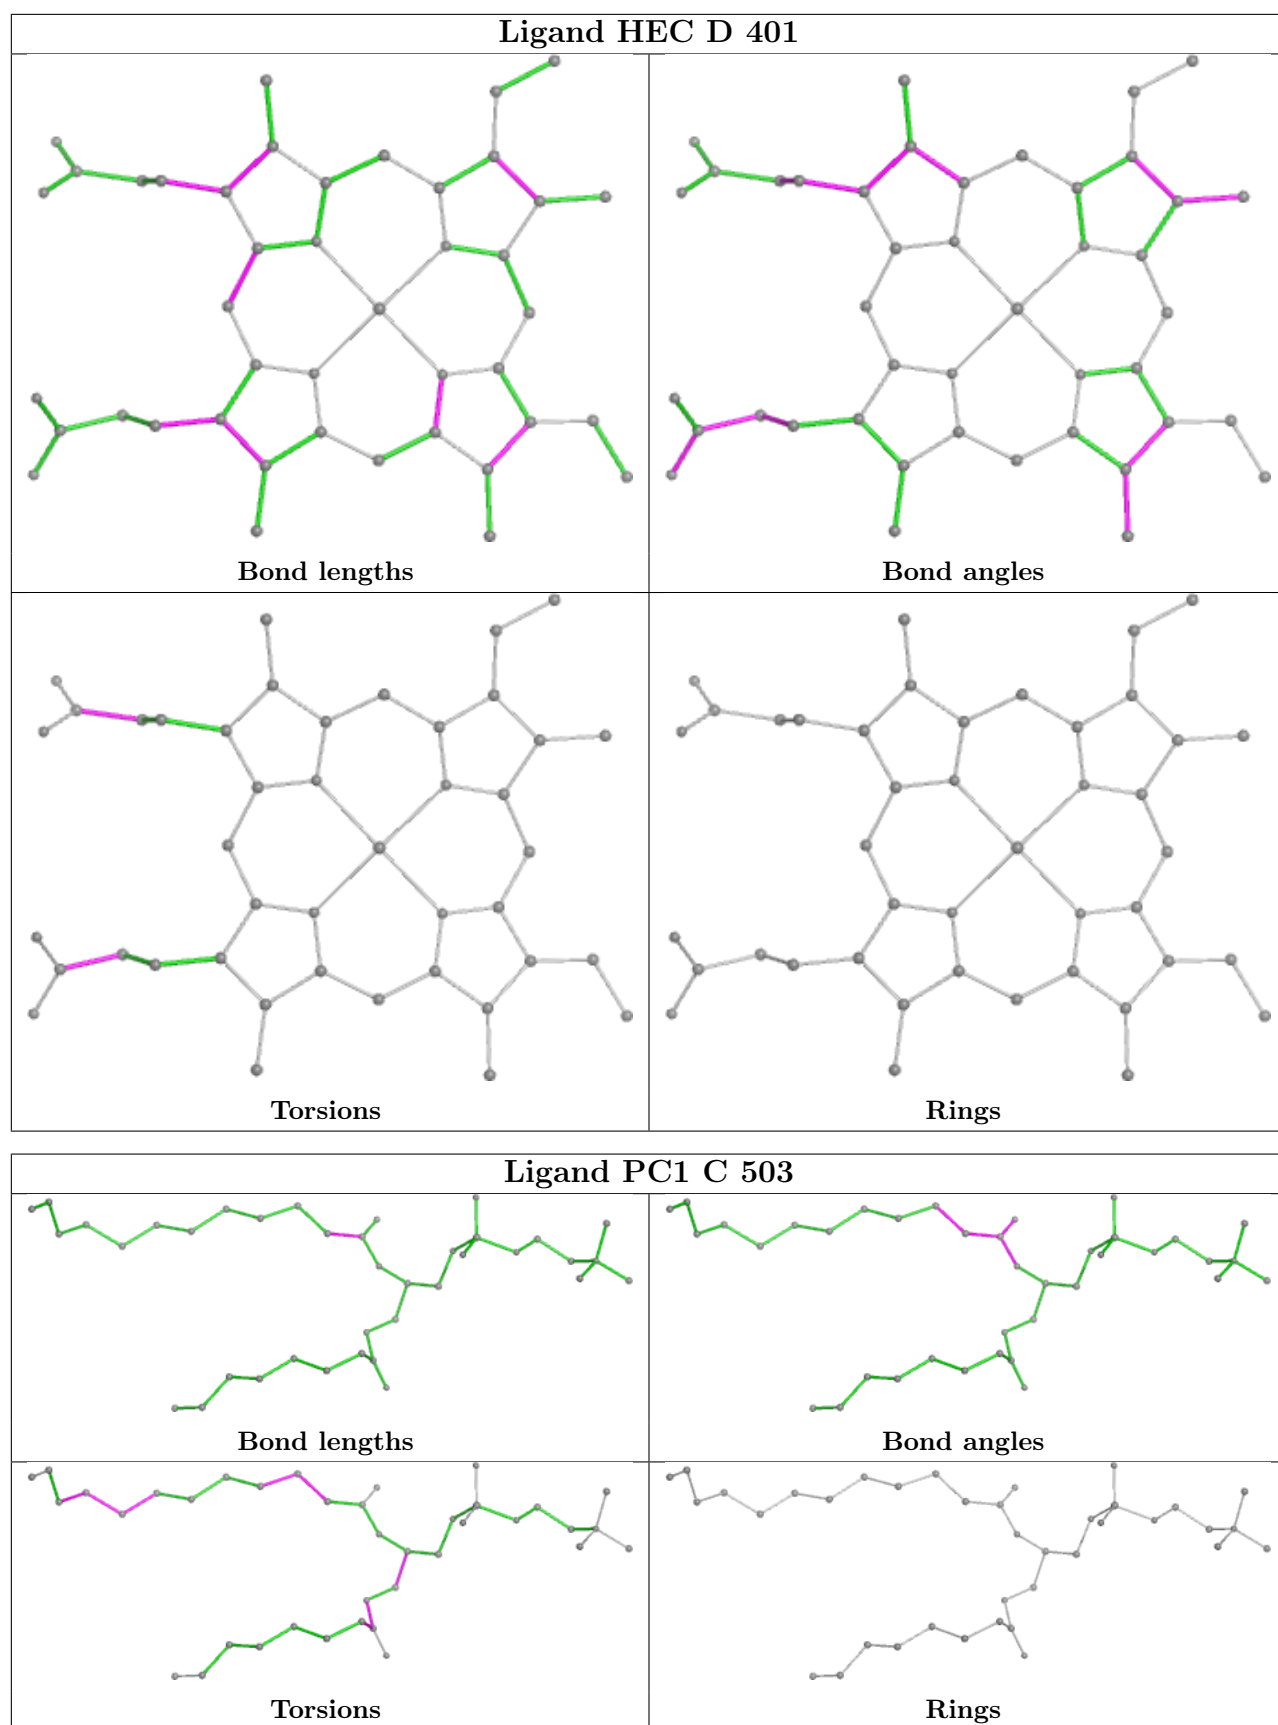 Ligand HEC D 401
Bond lengths
Bond angles
Torsions
Rings
Ligand PC1 C 503
Bond lengths
Bond angles
Torsions
Rings